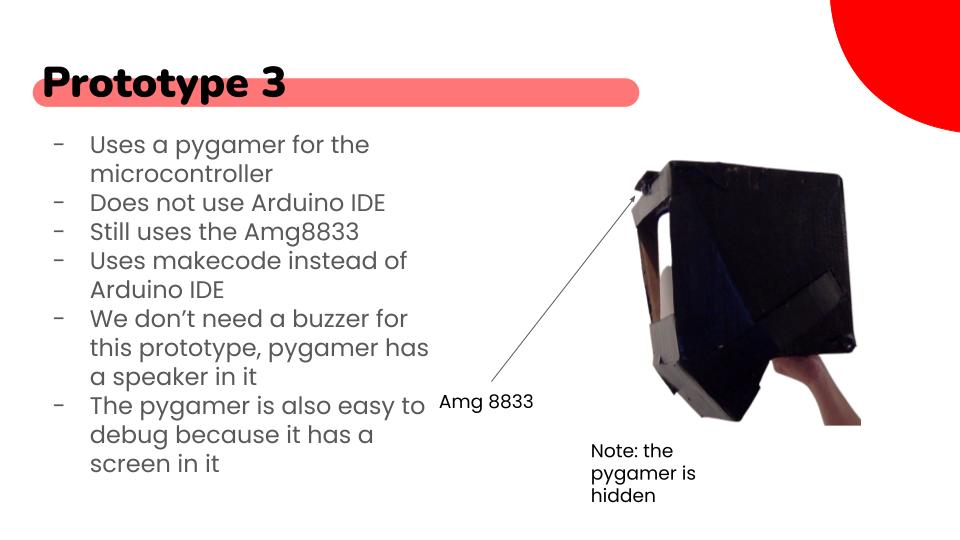 Prototype 3
- Uses a pygamer for the
microcontroller
- Does not use Arduino IDE
- Still uses the Amg8833
- Uses makecode instead of
Arduino IDE
- We don’t need a buzzer for
this prototype, pygamer has
a speaker in it
- The pygamer is also easy to
debug because it has a
screen in it
Amg 8833
Note: the
pygamer is
hidden